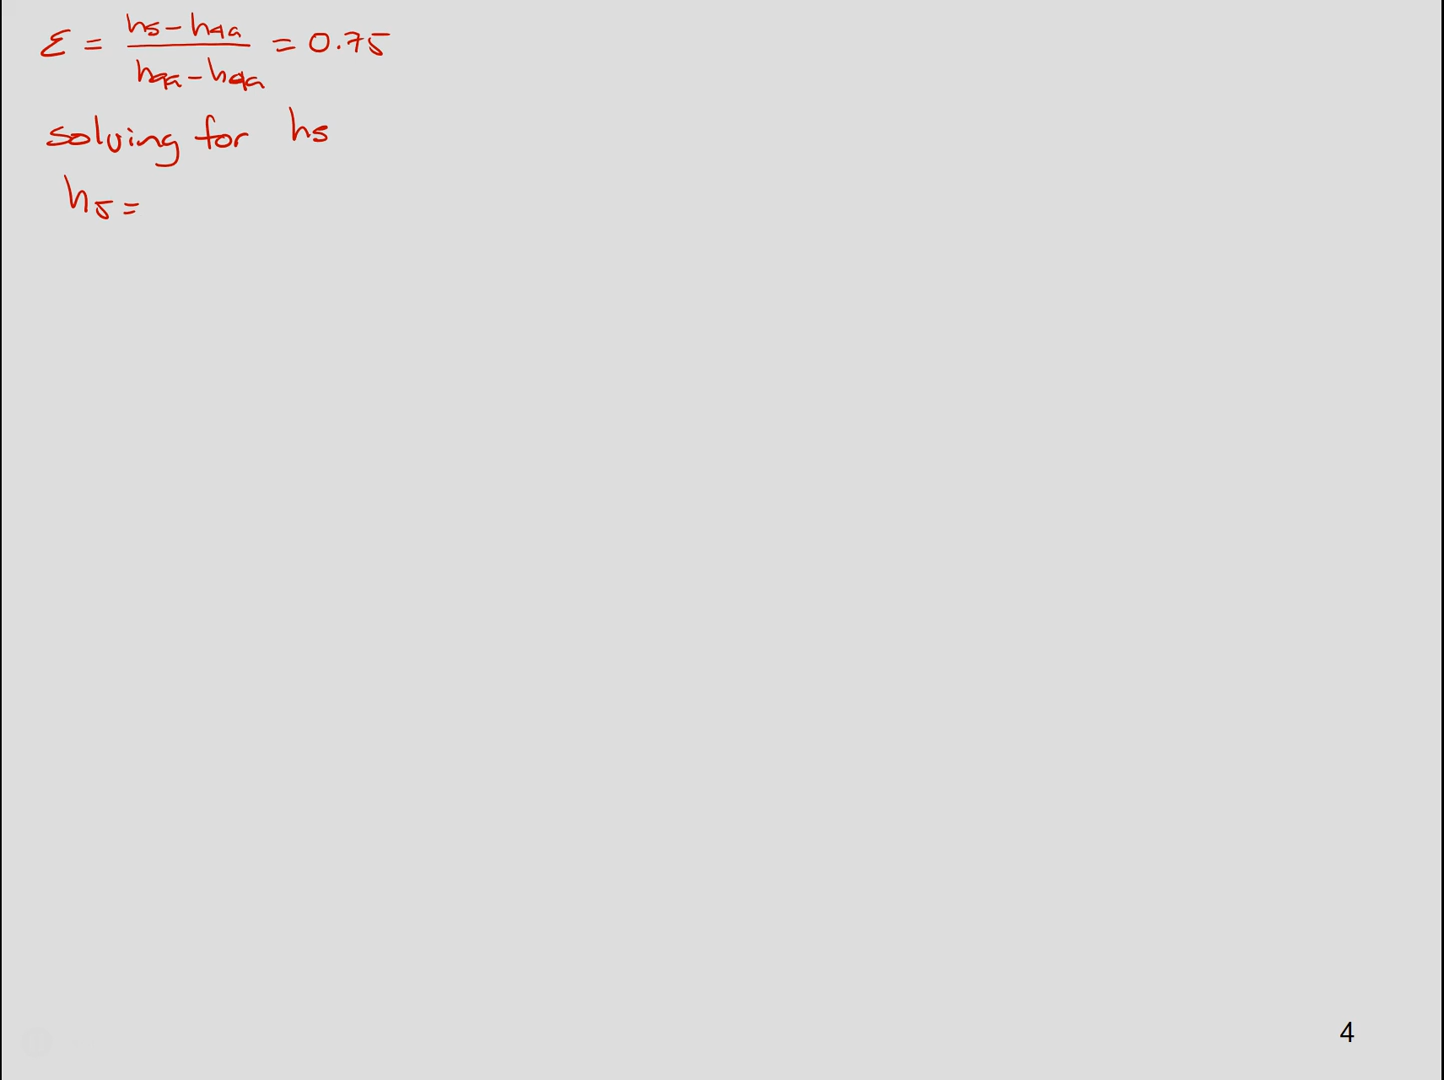 ε = (h5 - h4a) / (h9a - h4a) = 0.75
solving for h5
h5 =
4